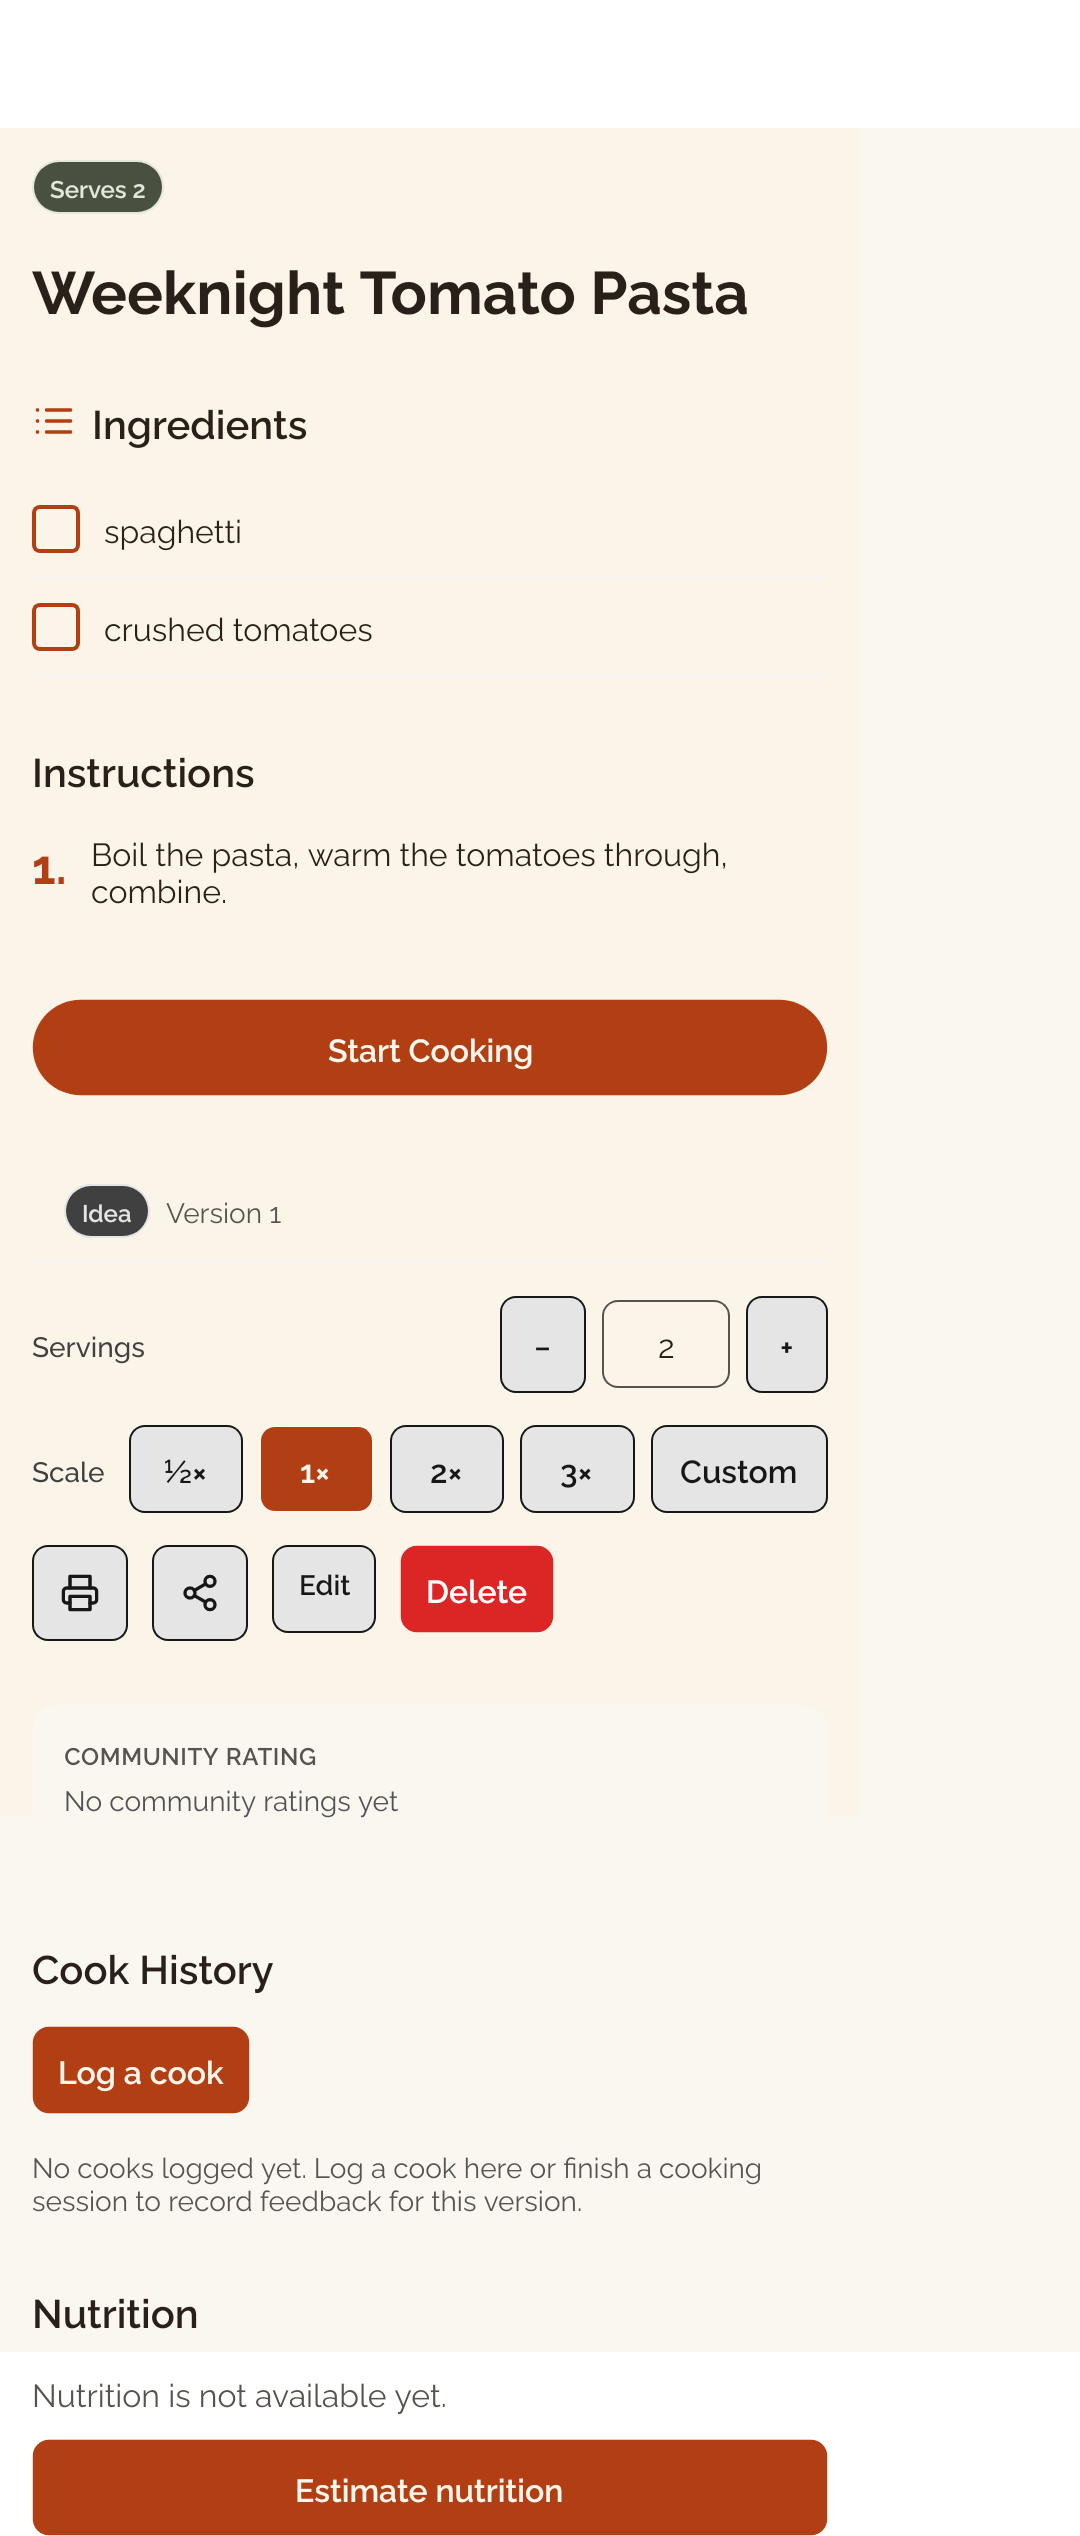 Serves 2
Weeknight Tomato Pasta
Ingredients
spaghetti
crushed tomatoes
Instructions
1. Boil the pasta, warm the tomatoes through,
combine.
Start Cooking
Idea Version 1
Servings – 2 +
Scale ½× 1× 2× 3× Custom
Edit Delete
COMMUNITY RATING
No community ratings yet
Cook History
Log a cook
No cooks logged yet. Log a cook here or finish a cooking
session to record feedback for this version.
Nutrition
Nutrition is not available yet.
Estimate nutrition